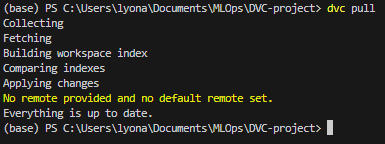 (base) PS C:\Users\lyona\Documents\MLOps\DVC-project> dvc pull
Collecting
Fetching
Building workspace index
Comparing indexes
Applying changes
No remote provided and no default remote set.
Everything is up to date.
(base) PS C:\Users\lyona\Documents\MLOps\DVC-project>